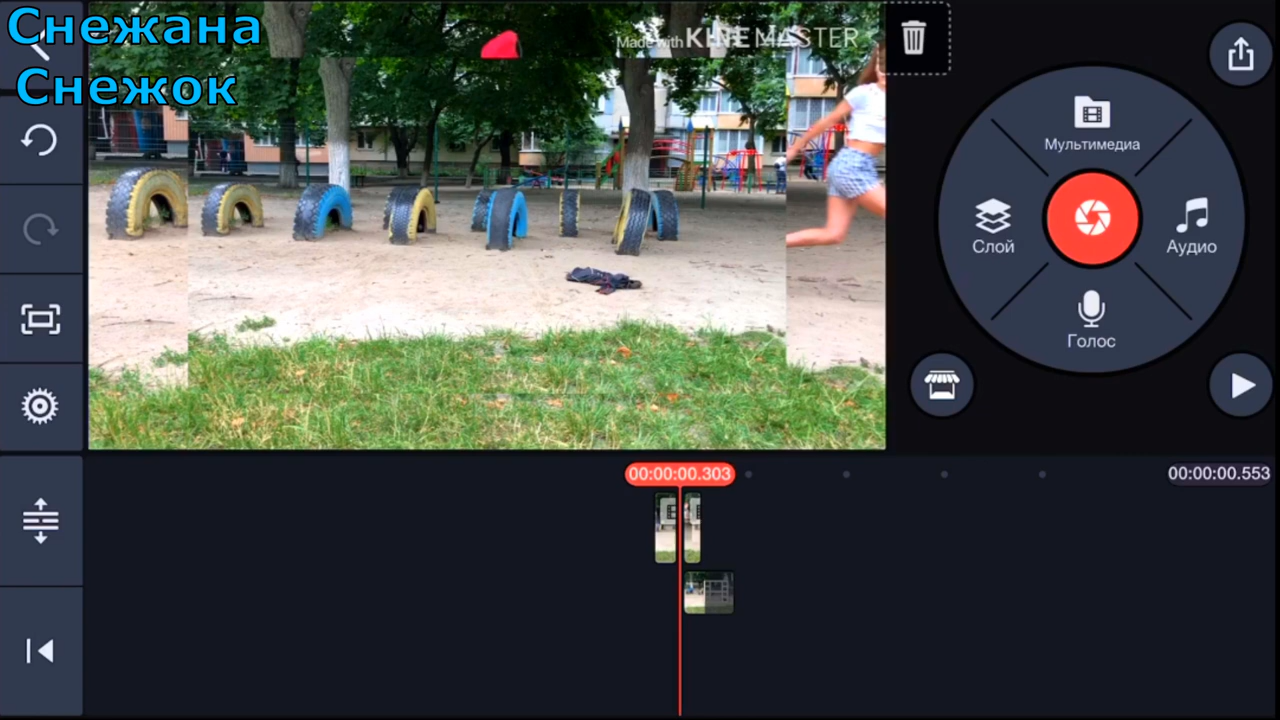 Снежана
Снежок
Made with KINEMASTER
Мультимедиа
Слой
Аудио
Голос
00:00:00.303
00:00:00.553